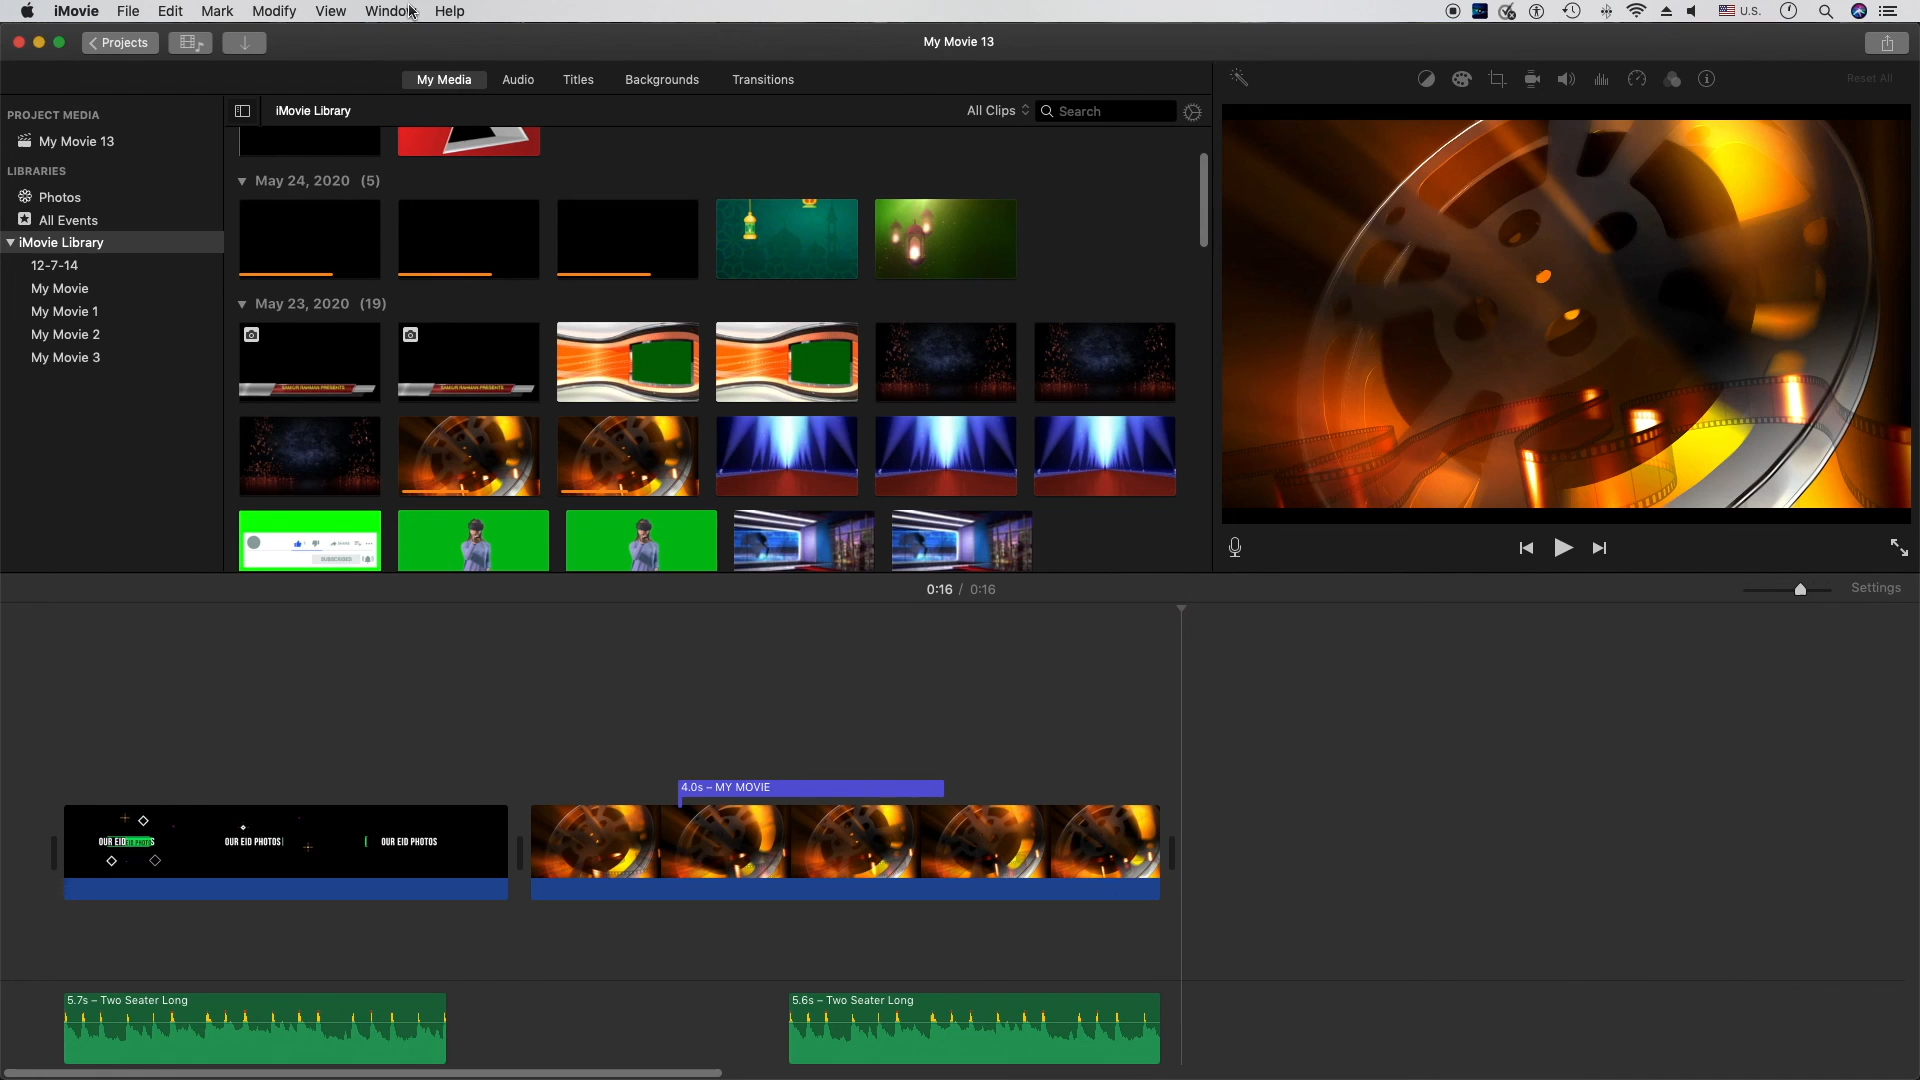 iMovie File Edit Mark Modify View Window Help
U.S.
Projects
My Movie 13
My Media Audio Titles Backgrounds Transitions
Reset All
PROJECT MEDIA
My Movie 13
LIBRARIES
Photos
All Events
iMovie Library
12-7-14
My Movie
My Movie 1
My Movie 2
My Movie 3
iMovie Library
All Clips
Search
May 24, 2020 (5)
May 23, 2020 (19)
SAMIUR RAHMAN PRESENTS
SAMIUR RAHMAN PRESENTS
SHARE
SUBSCRIBED
0:16 / 0:16
Settings
4.0s – MY MOVIE
OUR EID
OUR EID PHOTOS
OUR EID PHOTOS
5.7s – Two Seater Long
5.6s – Two Seater Long